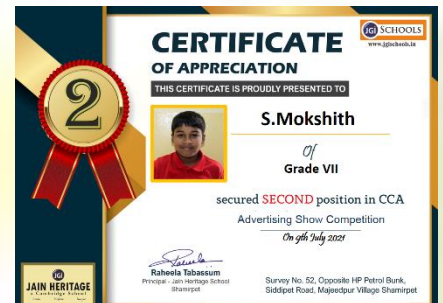 JGI SCHOOLS
www.jgischools.in
CERTIFICATE
OF APPRECIATION
THIS CERTIFICATE IS PROUDLY PRESENTED TO
2
S.Mokshith
Of
Grade VII
secured SECOND position in CCA
Advertising Show Competition
On 9th July 2021
Raheela Tabassum
Principal - Jain Heritage School
Shamirpet
Survey No. 52, Opposite HP Petrol Bunk,
Siddipet Road, Majeedpur Village Shamirpet
JGI
JAIN HERITAGE
a Cambridge School